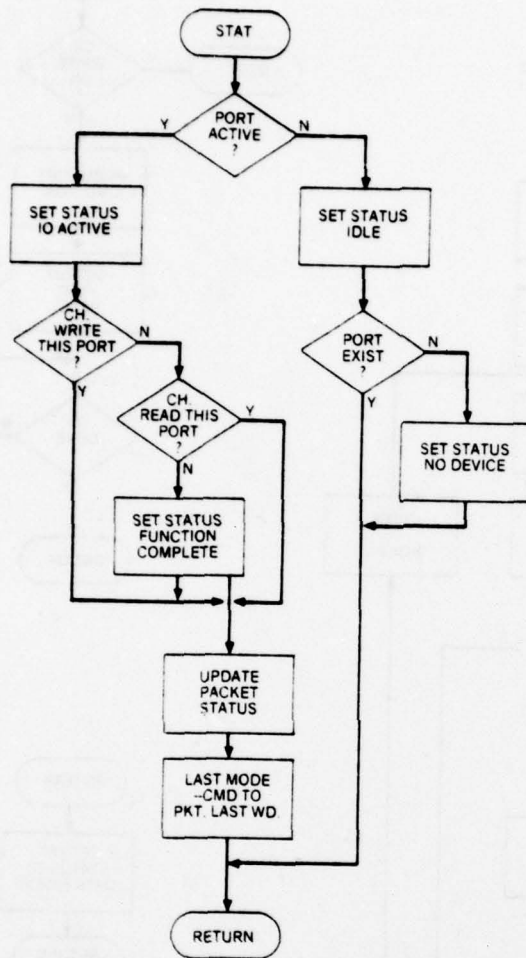 STAT
PORT
ACTIVE
?
Y
N
SET STATUS
IO ACTIVE
SET STATUS
IDLE
CH.
WRITE
THIS PORT
?
N
Y
PORT
EXIST
?
N
Y
CH.
READ THIS
PORT
?
Y
N
SET STATUS
NO DEVICE
SET STATUS
FUNCTION
COMPLETE
UPDATE
PACKET
STATUS
LAST MODE
--CMD TO
PKT. LAST WD.
RETURN